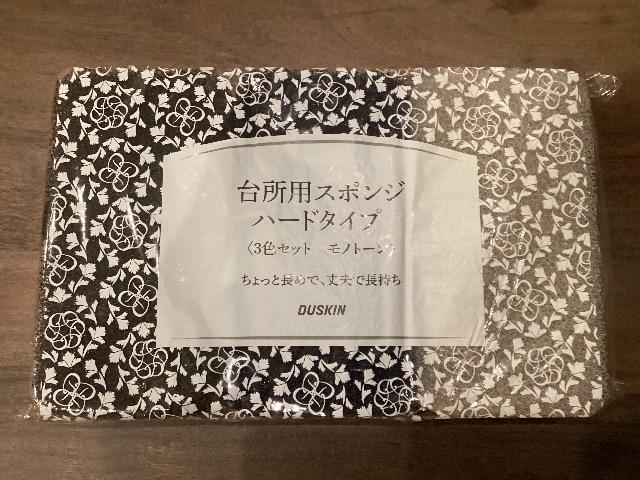 台所用スポンジ
ハードタイプ
〈3色セット　モノトーン〉
ちょっと長めで、丈夫で長持ち
DUSKIN